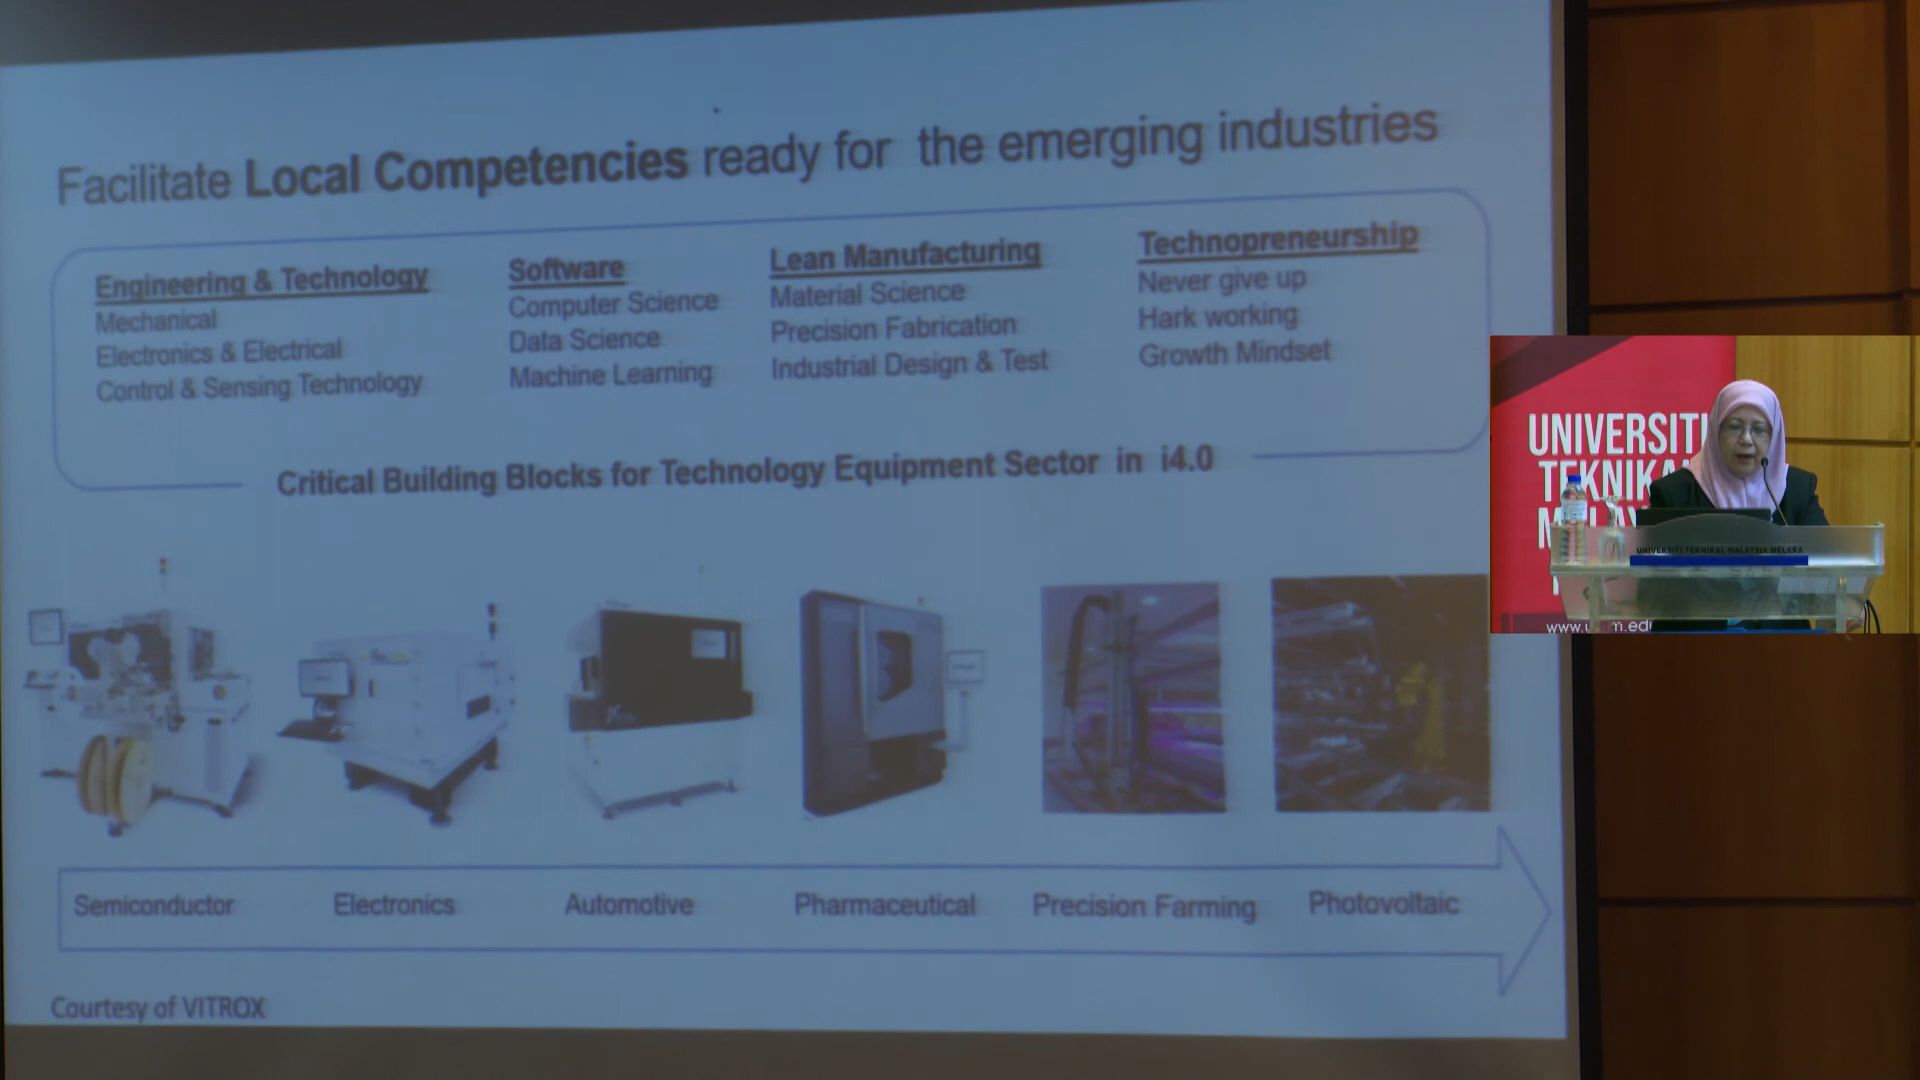 Facilitate Local Competencies ready for the emerging industries
Engineering & Technology
Mechanical
Electronics & Electrical
Control & Sensing Technology
Software
Computer Science
Data Science
Machine Learning
Lean Manufacturing
Material Science
Precision Fabrication
Industrial Design & Test
Technopreneurship
Never give up
Hark working
Growth Mindset
Critical Building Blocks for Technology Equipment Sector in i4.0
Semiconductor
Electronics
Automotive
Pharmaceutical
Precision Farming
Photovoltaic
Courtesy of VITROX
UNIVERSITI
TEKNIKA
UNIVERSITI TEKNIKAL MALAYSIA MELAKA